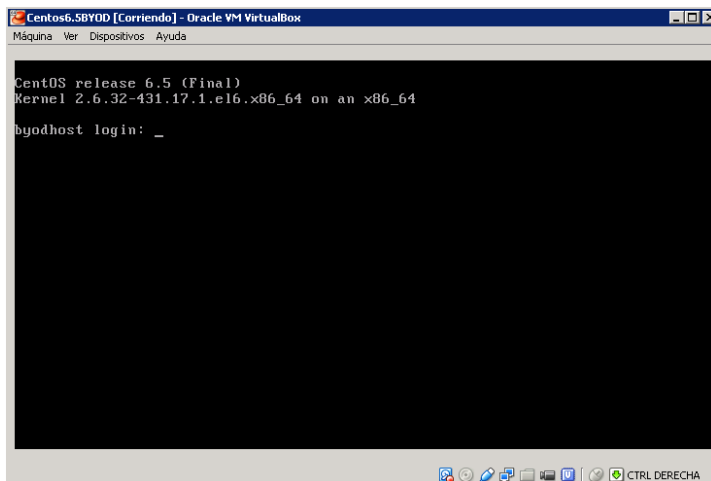 Centos6.5BYOD [Corriendo] - Oracle VM VirtualBox
Máquina Ver Dispositivos Ayuda
CentOS release 6.5 (Final)
Kernel 2.6.32-431.17.1.el6.x86_64 on an x86_64
byodhost login: _
CTRL DERECHA